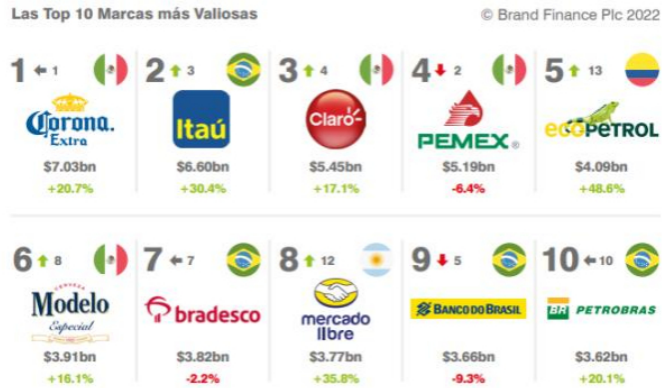 Las Top 10 Marcas más Valiosas
© Brand Finance Plc 2022
1 ← 1
Corona.
Extra
$7.03bn
+20.7%
2 ↑ 3
Itaú
$6.60bn
+30.4%
3 ↑ 4
Claro
$5.45bn
+17.1%
4 ↓ 2
PEMEX®
$5.19bn
-6.4%
5 ↑ 13
ecoPETROL
$4.09bn
+48.6%
6 ↑ 8
CERVEZA
Modelo
Especial
$3.91bn
+16.1%
7 ← 7
bradesco
$3.82bn
-2.2%
8 ↑ 12
mercado
libre
$3.77bn
+35.8%
9 ↓ 5
BANCO DO BRASIL
$3.66bn
-9.3%
10 ← 10
BR PETROBRAS
$3.62bn
+20.1%